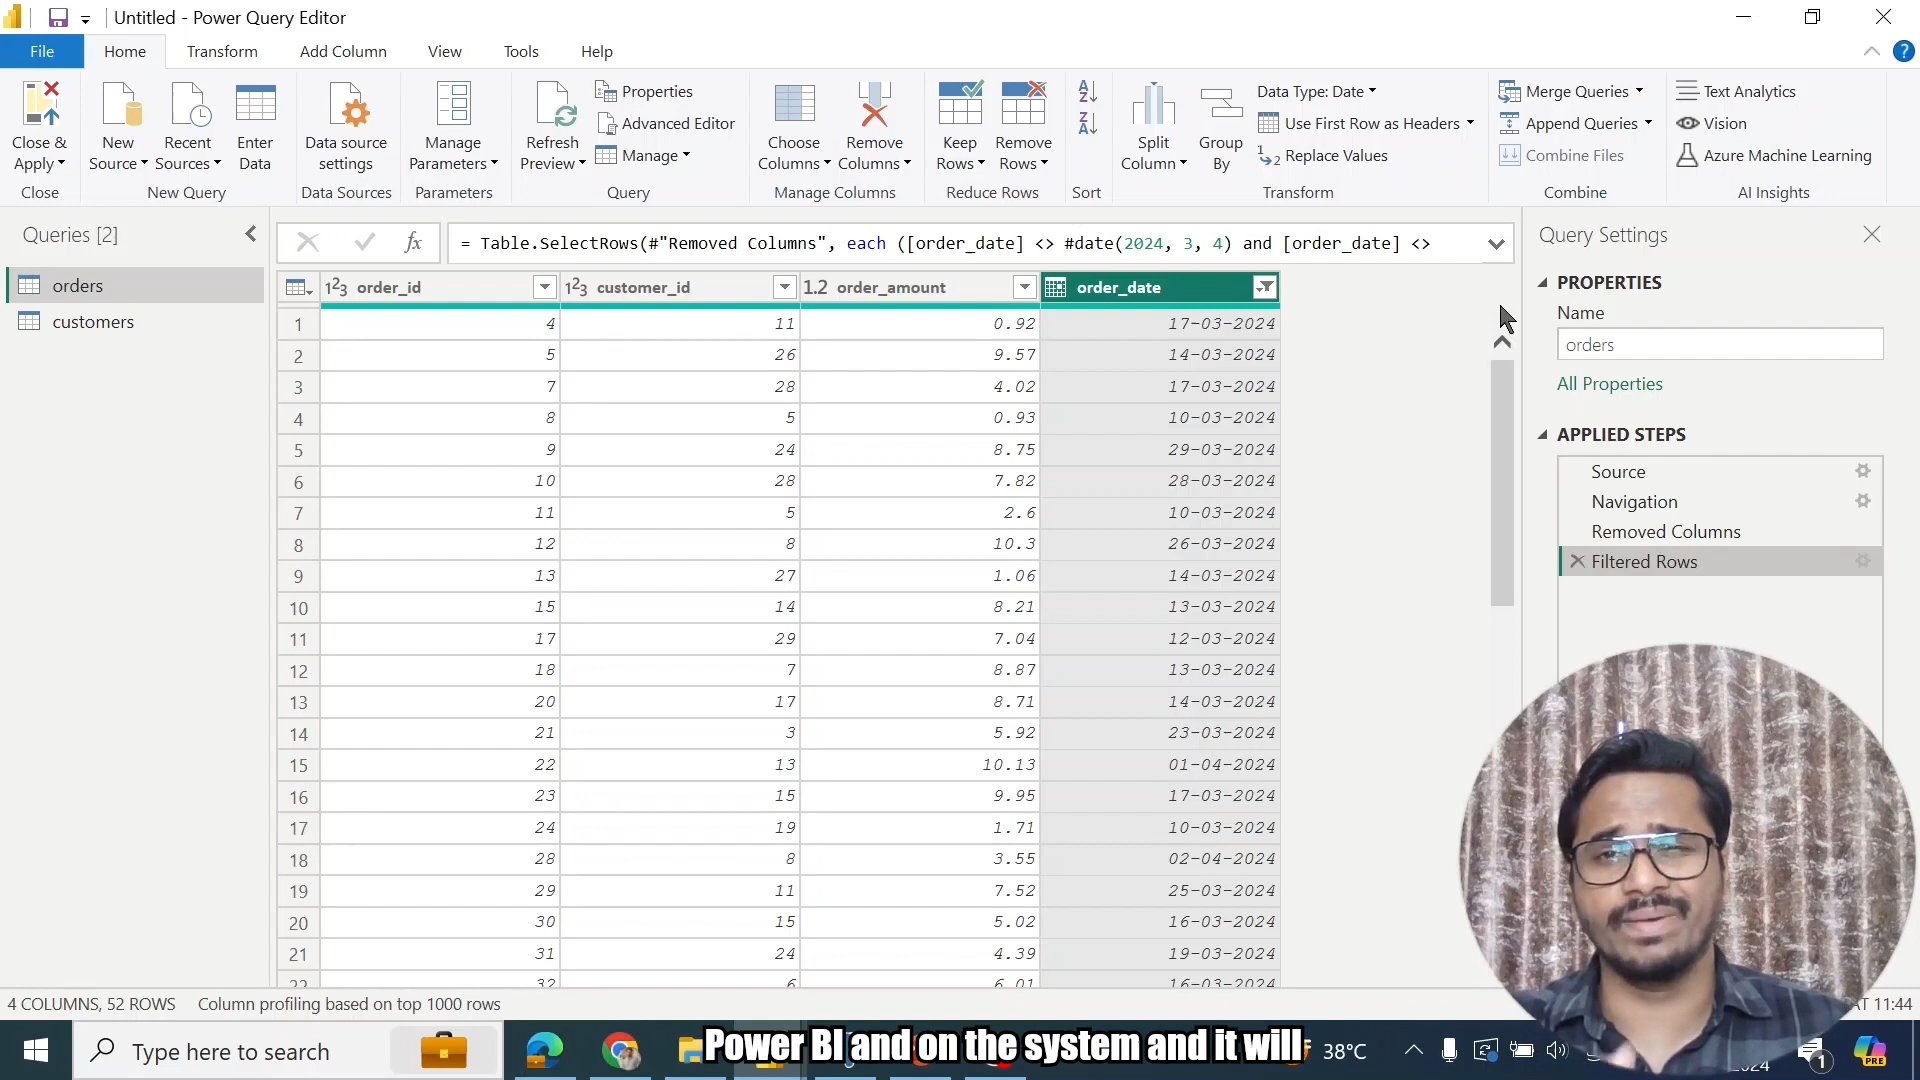 Untitled - Power Query Editor
File Home Transform Add Column View Tools Help
Close & Apply
New Source
Recent Sources
Enter Data
Data source settings
Manage Parameters
Refresh Preview
Properties
Advanced Editor
Manage
Choose Columns
Remove Columns
Keep Rows
Remove Rows
Split Column
Group By
Data Type: Date
Use First Row as Headers
Replace Values
Merge Queries
Append Queries
Combine Files
Text Analytics
Vision
Azure Machine Learning
Close New Query Data Sources Parameters Query Manage Columns Reduce Rows Sort Transform Combine AI Insights
Queries [2]
orders
customers
= Table.SelectRows(#"Removed Columns", each ([order_date] <> #date(2024, 3, 4) and [order_date] <>
order_id customer_id 1.2 order_amount order_date
1 4 11 0.92 17-03-2024
2 5 26 9.57 14-03-2024
3 7 28 4.02 17-03-2024
4 8 5 0.93 10-03-2024
5 9 24 8.75 29-03-2024
6 10 28 7.82 28-03-2024
7 11 5 2.6 10-03-2024
8 12 8 10.3 26-03-2024
9 13 27 1.06 14-03-2024
10 15 14 8.21 13-03-2024
11 17 29 7.04 12-03-2024
12 18 7 8.87 13-03-2024
13 20 17 8.71 14-03-2024
14 21 3 5.92 23-03-2024
15 22 13 10.13 01-04-2024
16 23 15 9.95 17-03-2024
17 24 19 1.71 10-03-2024
18 28 8 3.55 02-04-2024
19 29 11 7.52 25-03-2024
20 30 15 5.02 16-03-2024
21 31 24 4.39 19-03-2024
22 32 6 6.01 16-03-2024
Query Settings
PROPERTIES
Name
orders
All Properties
APPLIED STEPS
Source
Navigation
Removed Columns
Filtered Rows
4 COLUMNS, 52 ROWS Column profiling based on top 1000 rows
AT 11:44
Type here to search
Power BI and on the system and it will
38°C
1
PRE